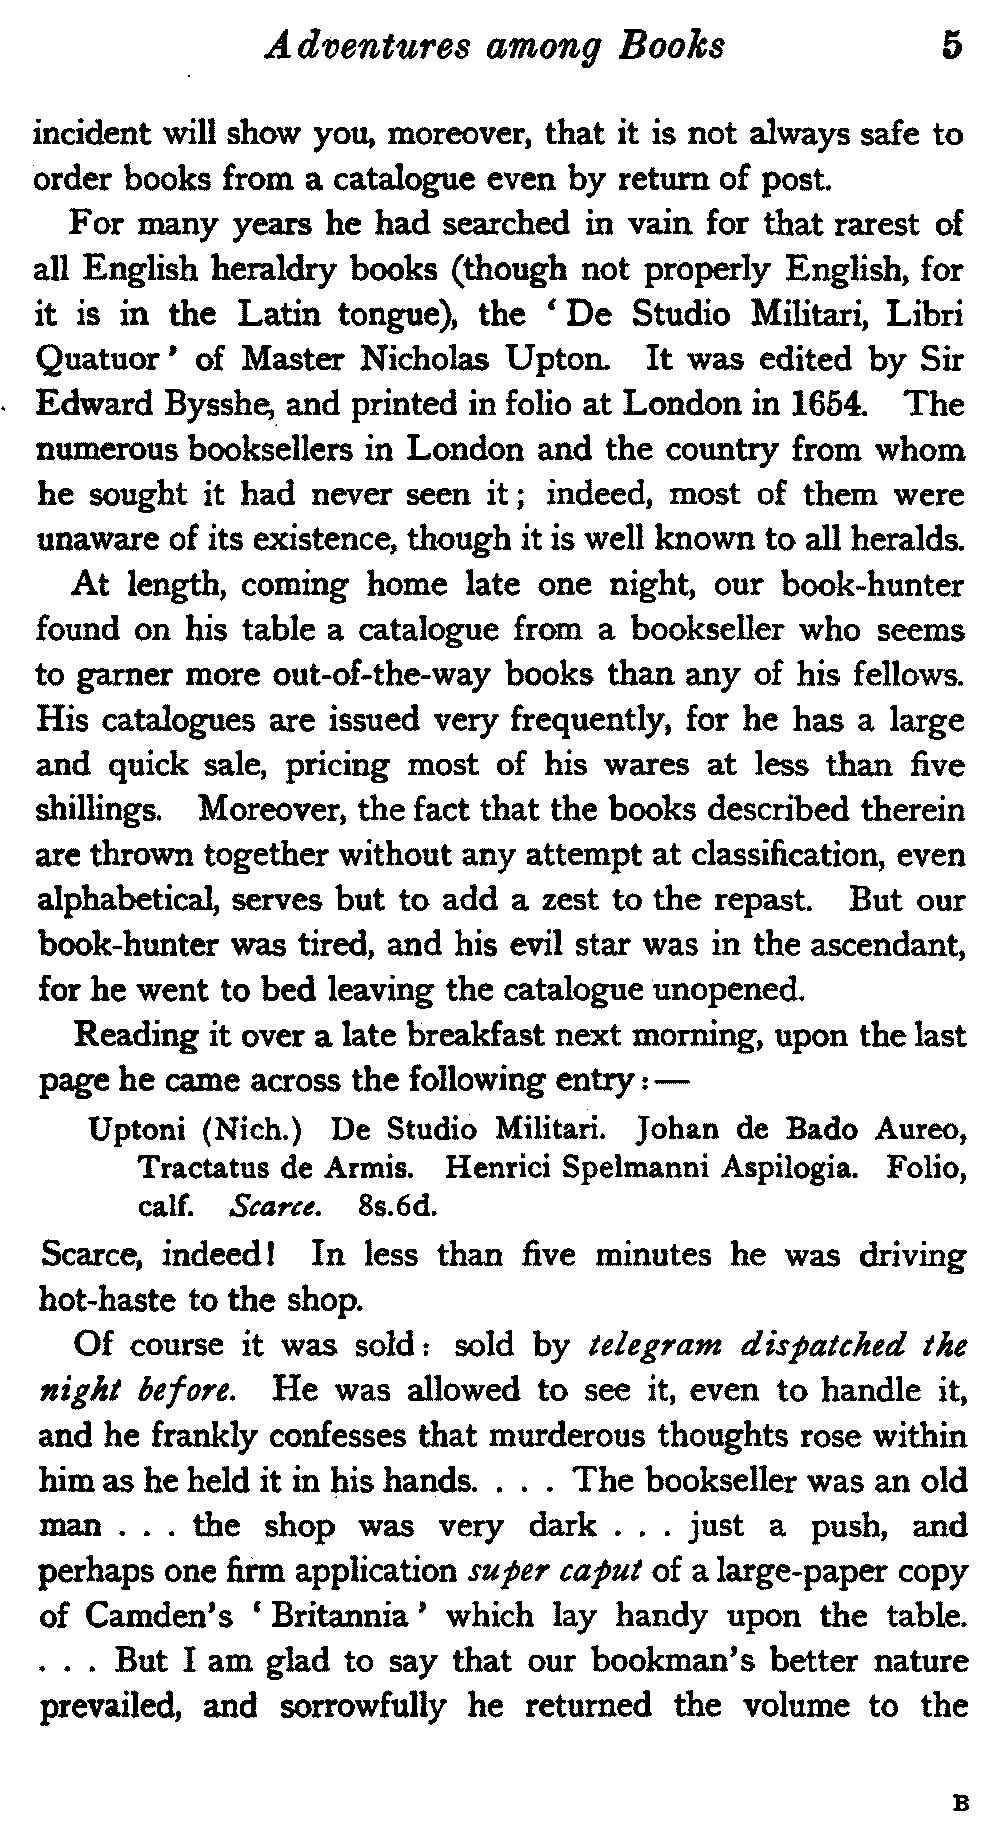 Adventures among Books 5
incident will show you, moreover, that it is not always safe to
order books from a catalogue even by return of post.
For many years he had searched in vain for that rarest of
all English heraldry books (though not properly English, for
it is in the Latin tongue), the ‘De Studio Militari, Libri
Quatuor’ of Master Nicholas Upton. It was edited by Sir
Edward Bysshe, and printed in folio at London in 1654. The
numerous booksellers in London and the country from whom
he sought it had never seen it; indeed, most of them were
unaware of its existence, though it is well known to all heralds.
At length, coming home late one night, our book-hunter
found on his table a catalogue from a bookseller who seems
to garner more out-of-the-way books than any of his fellows.
His catalogues are issued very frequently, for he has a large
and quick sale, pricing most of his wares at less than five
shillings. Moreover, the fact that the books described therein
are thrown together without any attempt at classification, even
alphabetical, serves but to add a zest to the repast. But our
book-hunter was tired, and his evil star was in the ascendant,
for he went to bed leaving the catalogue unopened.
Reading it over a late breakfast next morning, upon the last
page he came across the following entry:—
Uptoni (Nich.) De Studio Militari. Johan de Bado Aureo,
Tractatus de Armis. Henrici Spelmanni Aspilogia. Folio,
calf. Scarce. 8s.6d.
Scarce, indeed! In less than five minutes he was driving
hot-haste to the shop.
Of course it was sold: sold by telegram dispatched the
night before. He was allowed to see it, even to handle it,
and he frankly confesses that murderous thoughts rose within
him as he held it in his hands. . . . The bookseller was an old
man . . . the shop was very dark . . . just a push, and
perhaps one firm application super caput of a large-paper copy
of Camden's ‘Britannia’ which lay handy upon the table.
. . . But I am glad to say that our bookman's better nature
prevailed, and sorrowfully he returned the volume to the
B